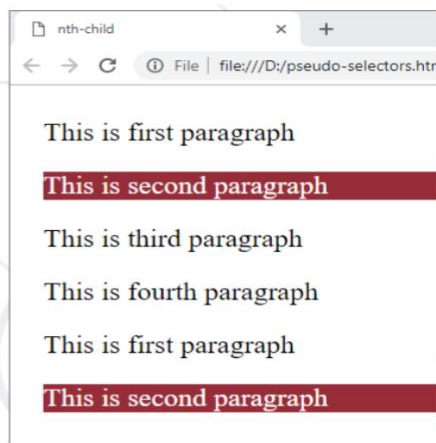 nth-child
File | file:///D:/pseudo-selectors.htm
This is first paragraph
This is second paragraph
This is third paragraph
This is fourth paragraph
This is first paragraph
This is second paragraph